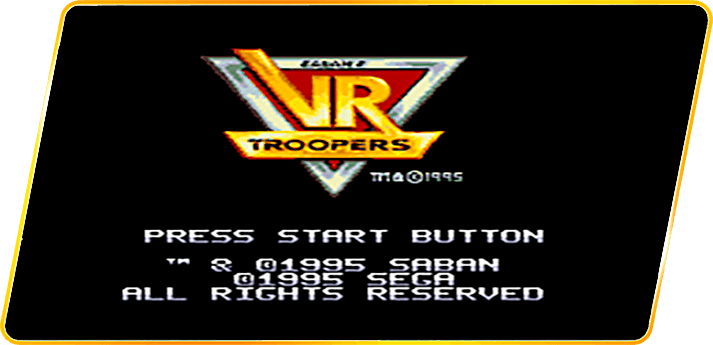 SABAN'S
VR
TROOPERS
TM&©1995
PRESS START BUTTON
™ & ©1995 SABAN
©1995 SEGA
ALL RIGHTS RESERVED